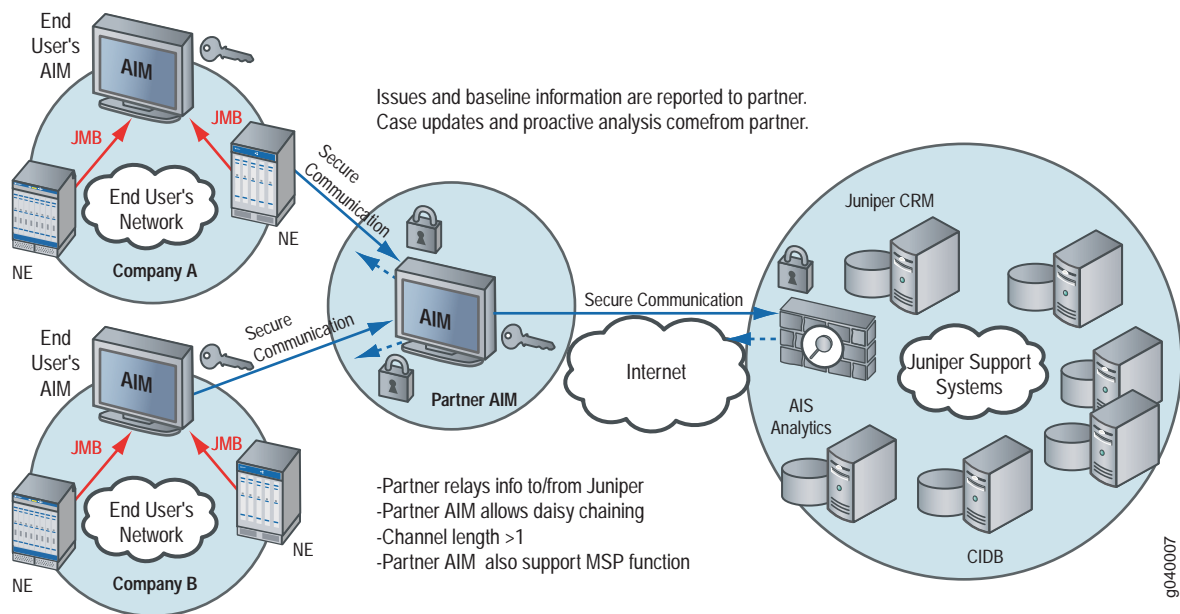 End
User's
AIM
AIM
JMB
JMB
End User's
Network
NE
NE
Company A
Issues and baseline information are reported to partner.
Case updates and proactive analysis comefrom partner.
Secure
Communication
End
User's
AIM
AIM
JMB
JMB
End User's
Network
NE
NE
Company B
Secure
Communication
AIM
Partner AIM
Secure Communication
Internet
Juniper CRM
Juniper Support
Systems
AIS
Analytics
CIDB
-Partner relays info to/from Juniper
-Partner AIM allows daisy chaining
-Channel length >1
-Partner AIM  also support MSP function
g040007